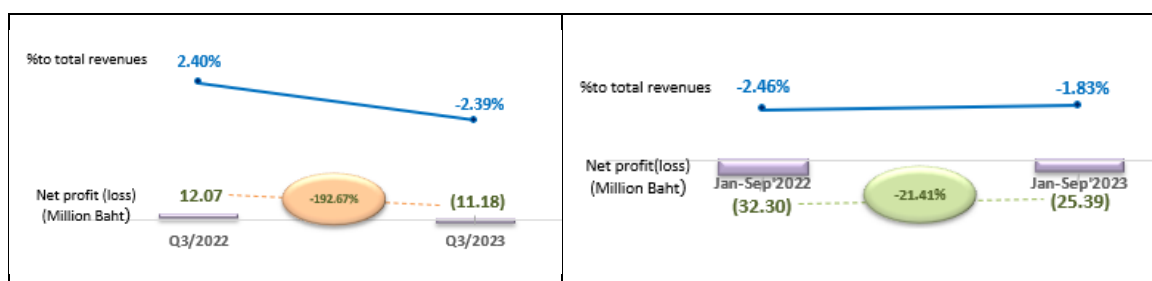 %to total revenues
2.40%
-2.39%
Net profit (loss)
(Million Baht)
12.07
-192.67%
(11.18)
Q3/2022
Q3/2023
%to total revenues
-2.46%
-1.83%
Net profit(loss)
(Million Baht)
Jan-Sep'2022
Jan-Sep'2023
(32.30)
-21.41%
(25.39)